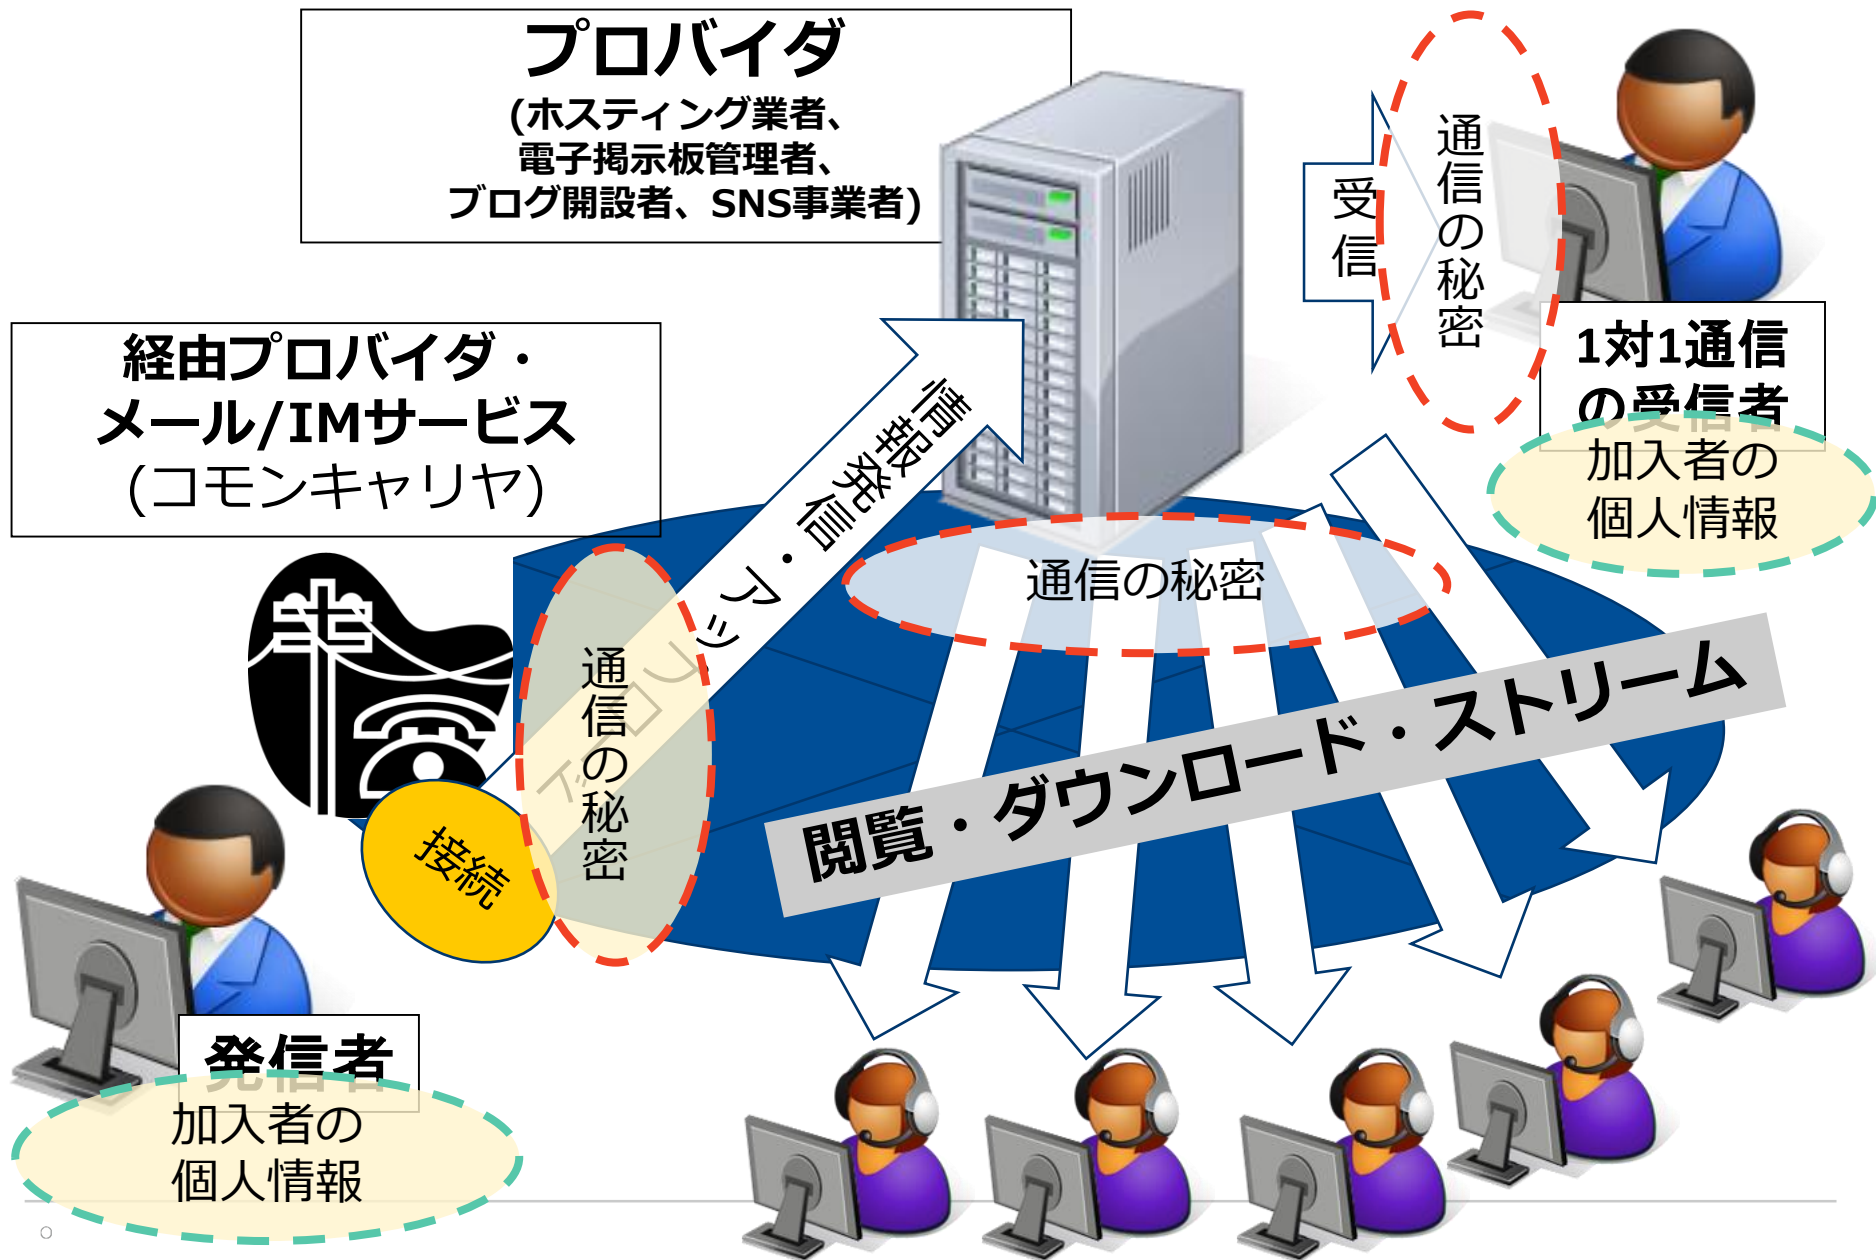 プロバイダ
(ホスティング業者、
電子掲示板管理者、
ブログ開設者、SNS事業者)
受信
通信の秘密
1対1通信
の受信者
加入者の
個人情報
経由プロバイダ・
メール/IMサービス
(コモンキャリヤ)
情報発信・アップロード
通信の秘密
通信の秘密
閲覧・ダウンロード・ストリーム
接続
発信者
加入者の
個人情報